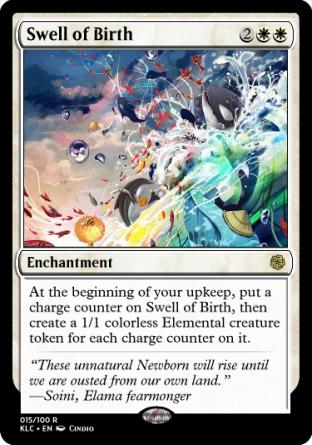 Swell of Birth 2
Enchantment
At the beginning of your upkeep, put a
charge counter on Swell of Birth, then
create a 1/1 colorless Elemental creature
token for each charge counter on it.
“These unnatural Newborn will rise until
we are ousted from our own land.”
—Soini, Elama fearmonger
015/100 R
KLC • EN CINDIO